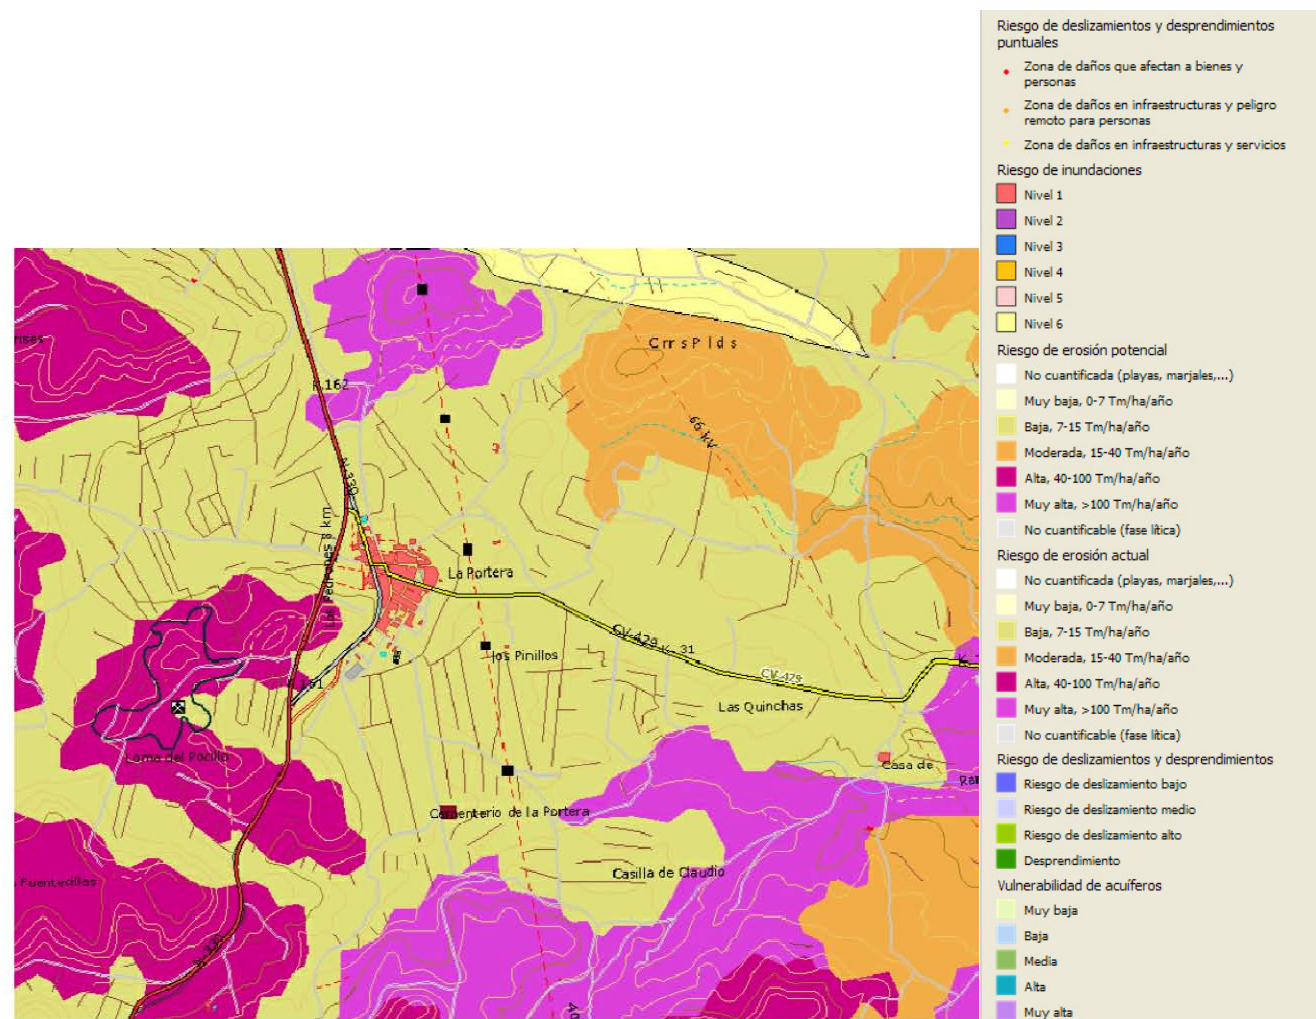 Riesgo de deslizamientos y desprendimientos
puntuales
Zona de daños que afectan a bienes y
personas
Zona de daños en infraestructuras y peligro
remoto para personas
Zona de daños en infraestructuras y servicios
Riesgo de inundaciones
Nivel 1
Nivel 2
Nivel 3
Nivel 4
Nivel 5
Nivel 6
Riesgo de erosión potencial
No cuantificada (playas, marjales,...)
Muy baja, 0-7 Tm/ha/año
Baja, 7-15 Tm/ha/año
Moderada, 15-40 Tm/ha/año
Alta, 40-100 Tm/ha/año
Muy alta, >100 Tm/ha/año
No cuantificable (fase lítica)
Riesgo de erosión actual
No cuantificada (playas, marjales,...)
Muy baja, 0-7 Tm/ha/año
Baja, 7-15 Tm/ha/año
Moderada, 15-40 Tm/ha/año
Alta, 40-100 Tm/ha/año
Muy alta, >100 Tm/ha/año
No cuantificable (fase lítica)
Riesgo de deslizamientos y desprendimientos
Riesgo de deslizamiento bajo
Riesgo de deslizamiento medio
Riesgo de deslizamiento alto
Desprendimiento
Vulnerabilidad de acuíferos
Muy baja
Baja
Media
Alta
Muy alta
CrrsPlds
162
66 kV
N-330
Las Pedrones 8 km
La Portera
CV-429 K. 31
Los Pinillos
CV-429
161
Las Quinchas
Loma del Pocillo
Casa de
Cementerio de la Portera
Casilla de Claudio
Fuentecillas
N-330